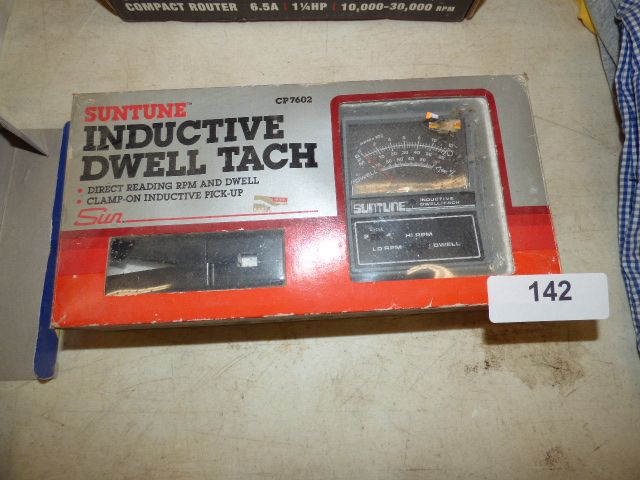 COMPACT ROUTER 6.5A 1¼HP 10,000-30,000 RPM
SUNTUNE™
CP7602
INDUCTIVE
DWELL TACH
• DIRECT READING RPM AND DWELL
• CLAMP-ON INDUCTIVE PICK-UP
Sun
SUNTUNE INDUCTIVE
DWELL/TACH
HI RPM
LO RPM DWELL
142